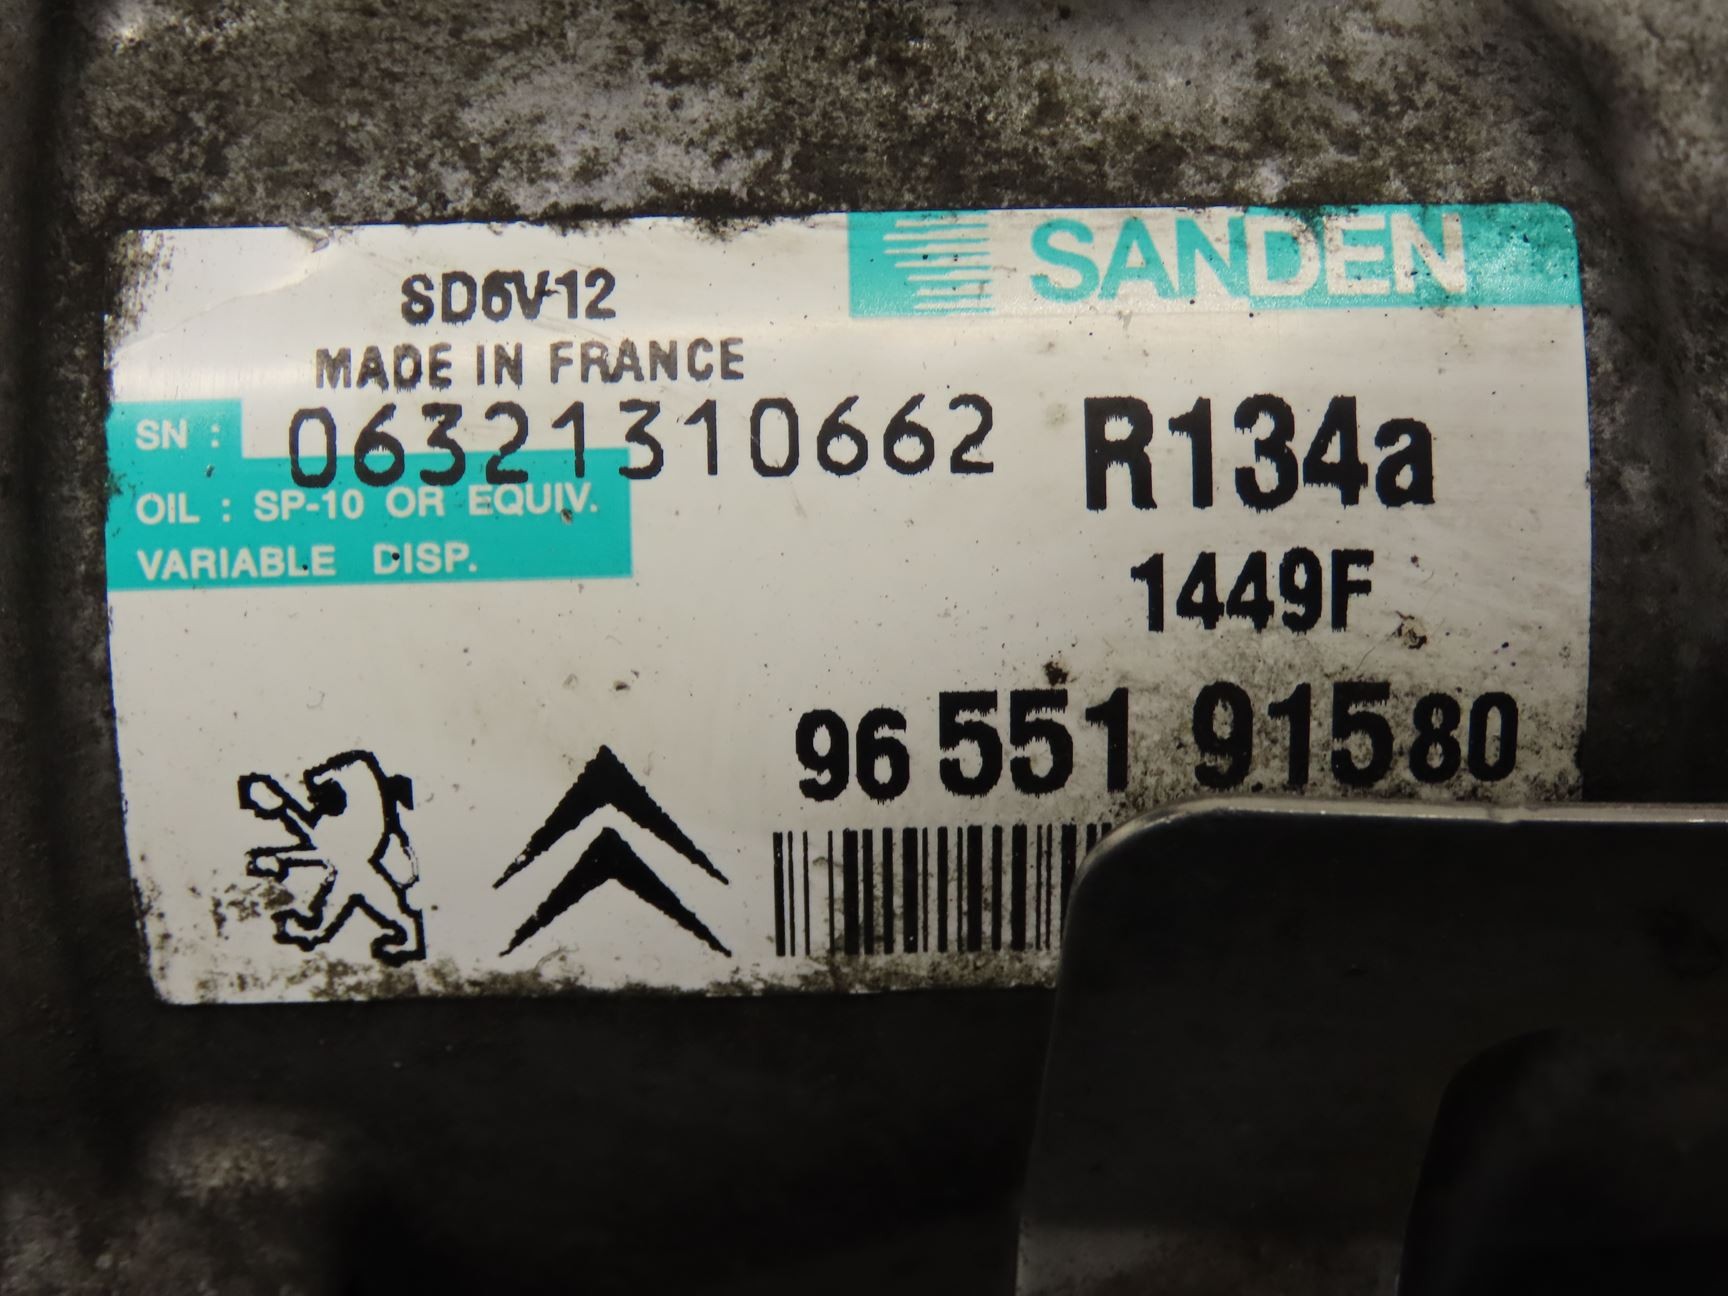 SANDEN
SD6V12
MADE IN FRANCE
SN : 06321310662
R134a
OIL : SP-10 OR EQUIV.
VARIABLE DISP.
1449F
96 551 915 80